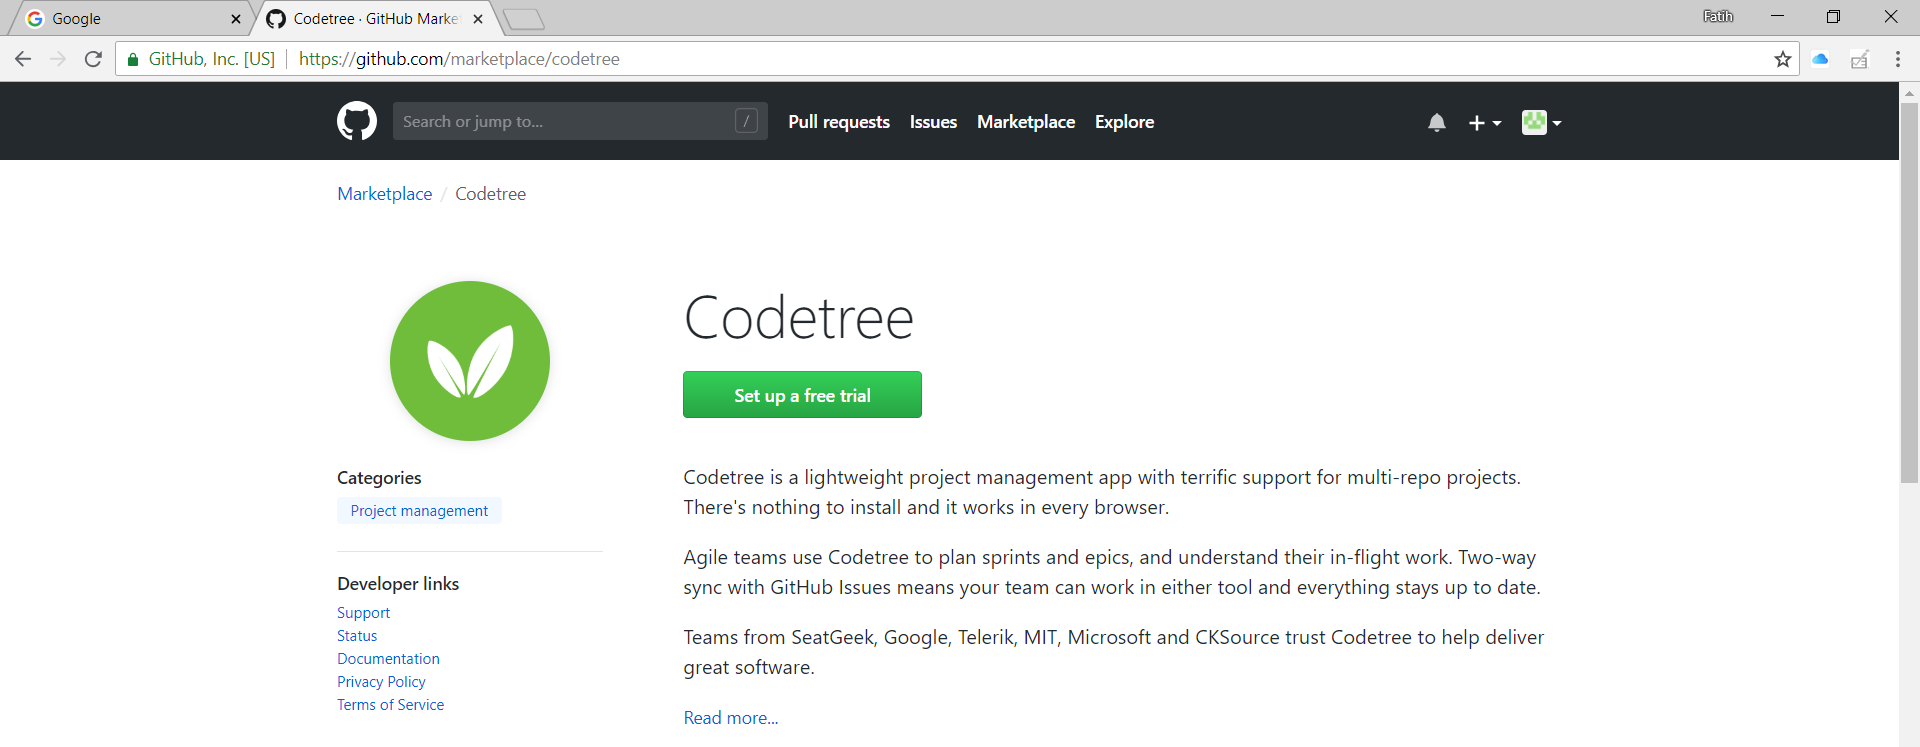 Google
Codetree · GitHub Marke
Fatih
GitHub, Inc. [US]
https://github.com/marketplace/codetree
Search or jump to...
/
Pull requests
Issues
Marketplace
Explore
Marketplace / Codetree
Codetree
Set up a free trial
Categories
Project management
Developer links
Support
Status
Documentation
Privacy Policy
Terms of Service
Codetree is a lightweight project management app with terrific support for multi-repo projects.
There's nothing to install and it works in every browser.
Agile teams use Codetree to plan sprints and epics, and understand their in-flight work. Two-way
sync with GitHub Issues means your team can work in either tool and everything stays up to date.
Teams from SeatGeek, Google, Telerik, MIT, Microsoft and CKSource trust Codetree to help deliver
great software.
Read more...